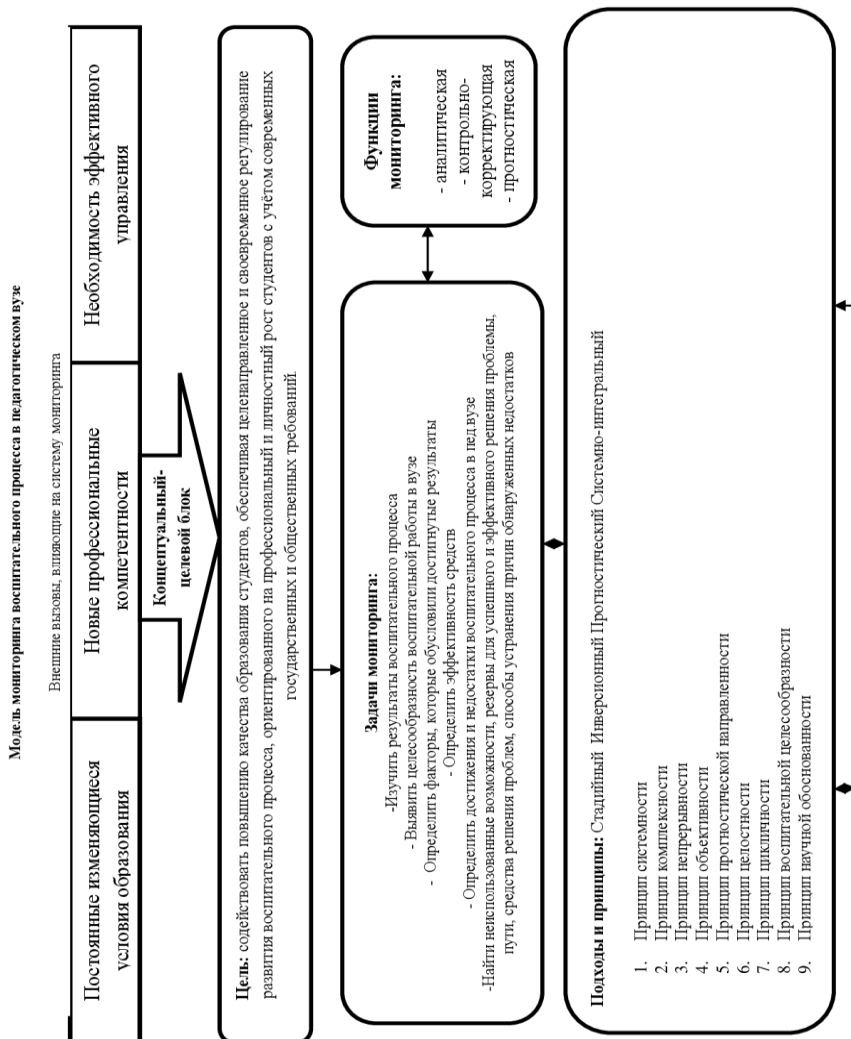 Модель мониторинга воспитательного процесса в педагогическом вузе
Внешние вызовы, влияющие на систему мониторинга
Постоянные изменяющиеся
условия образования
Новые профессиональные
компетентности
Необходимость эффективного
управления
Концептуальный-
целевой блок
Цель: содействовать повышению качества образования студентов, обеспечивая целенаправленное и своевременное регулирование
развития воспитательного процесса, ориентированного на профессиональный и личностный рост студентов с учётом современных
государственных и общественных требований
Задачи мониторинга:
-Изучить результаты воспитательного процесса
- Выявить целесообразность воспитательной работы в вузе
- Определить факторы, которые обусловили достигнутые результаты
- Определить эффективность средств
- Определить достижения и недостатки воспитательного процесса в пед.вузе
-Найти неиспользованные возможности, резервы для успешного и эффективного решения проблемы,
пути, средства решения проблем, способы устранения причин обнаруженных недостатков
Функции
мониторинга:
- аналитическая
- контрольно-
корректирующая
- прогностическая
Подходы и принципы: Стадийный Инверсионный Прогностический Системно-интегральный
1. Принцип системности
2. Принцип комплексности
3. Принцип непрерывности
4. Принцип объективности
5. Принцип прогностической направленности
6. Принцип целостности
7. Принцип цикличности
8. Принцип воспитательной целесообразности
9. Принцип научной обоснованности